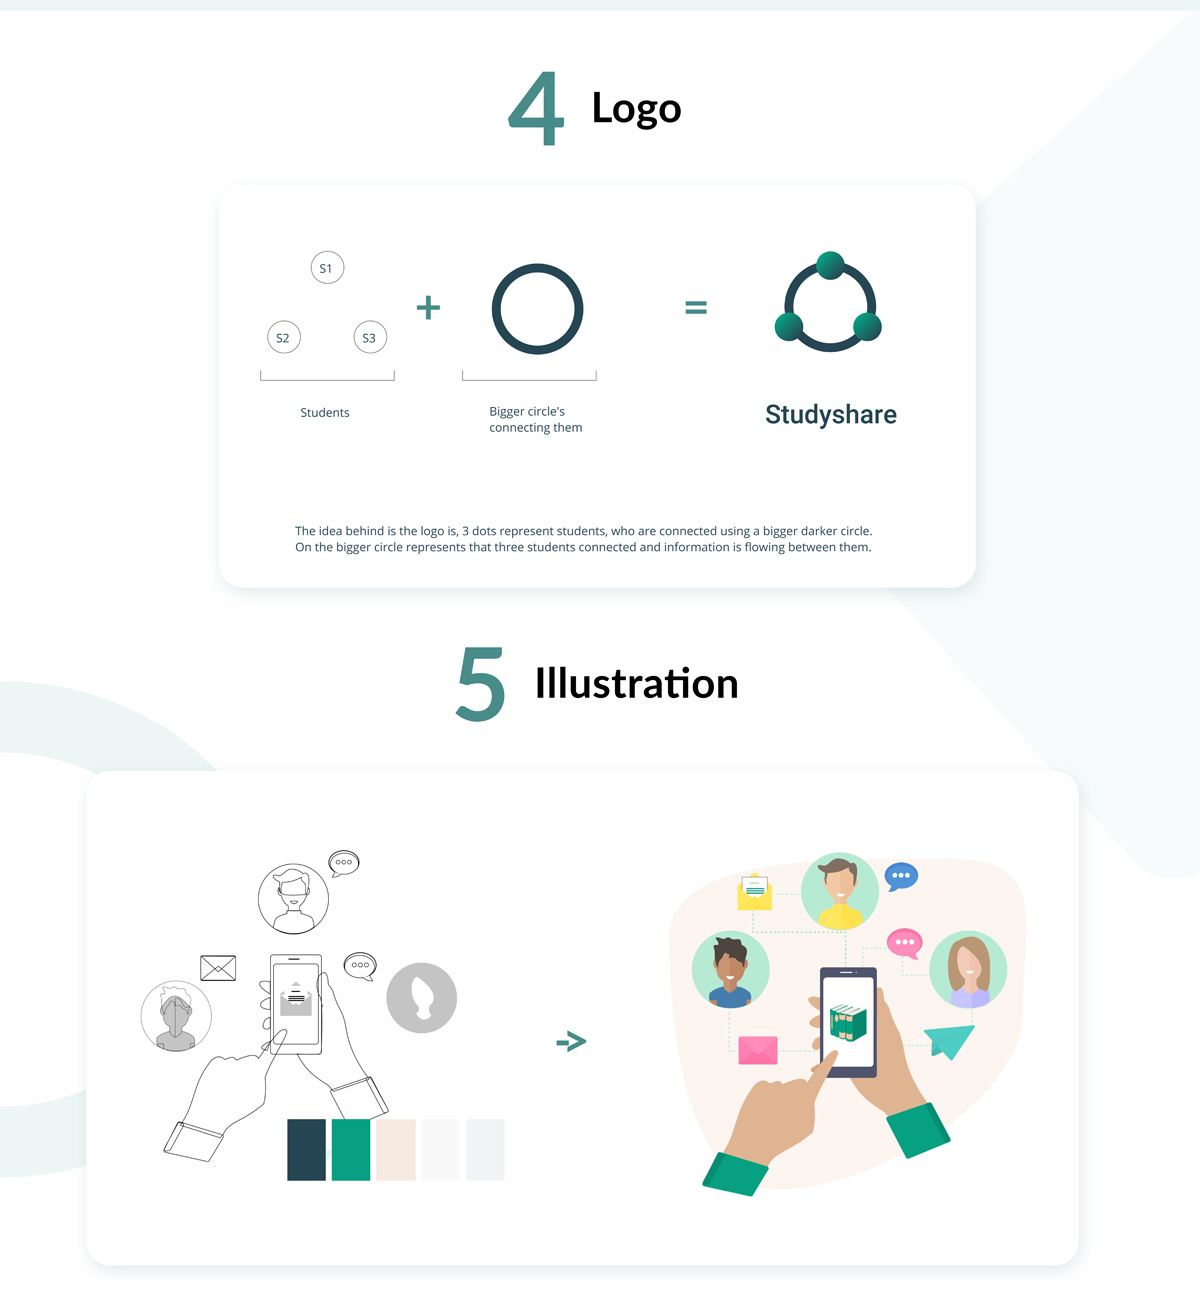 4 Logo
S1
S2
S3
+
=
Students
Bigger circle's
connecting them
Studyshare
The idea behind is the logo is, 3 dots represent students, who are connected using a bigger darker circle.
On the bigger circle represents that three students connected and information is flowing between them.
5 Illustration
->